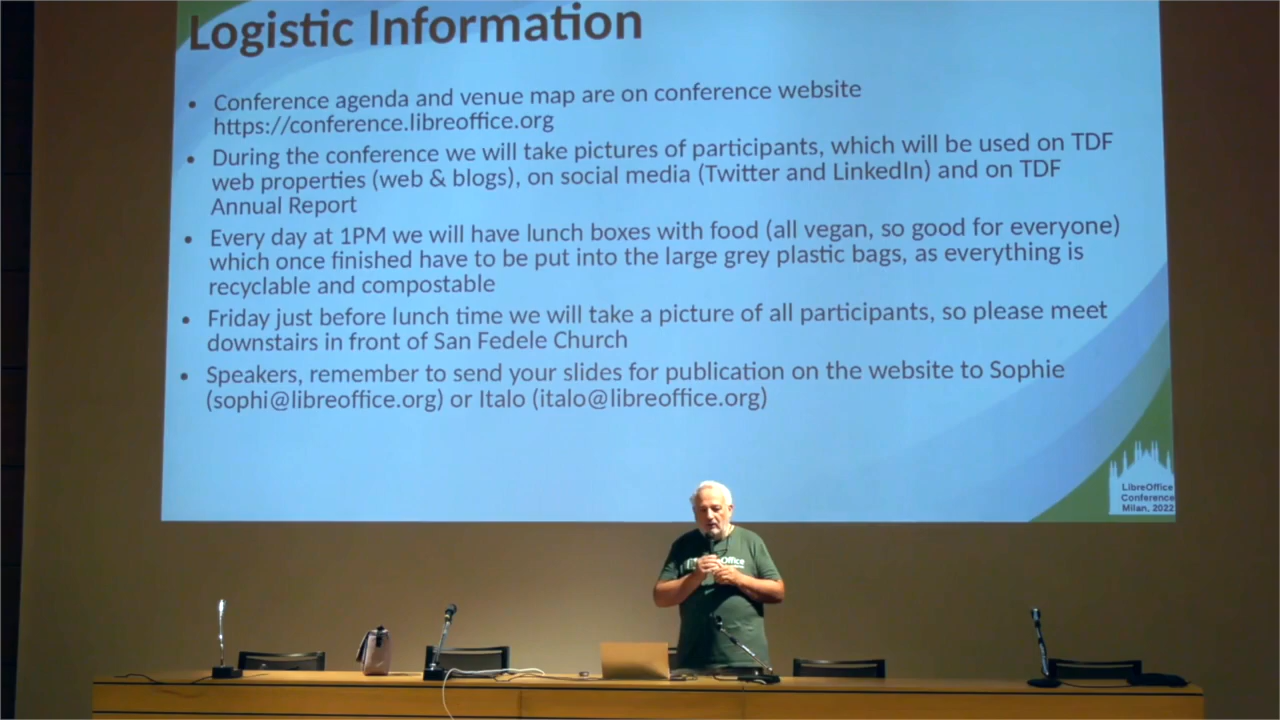 Logistic Information
• Conference agenda and venue map are on conference website
https://conference.libreoffice.org
• During the conference we will take pictures of participants, which will be used on TDF
web properties (web & blogs), on social media (Twitter and LinkedIn) and on TDF
Annual Report
• Every day at 1PM we will have lunch boxes with food (all vegan, so good for everyone)
which once finished have to be put into the large grey plastic bags, as everything is
recyclable and compostable
• Friday just before lunch time we will take a picture of all participants, so please meet
downstairs in front of San Fedele Church
• Speakers, remember to send your slides for publication on the website to Sophie
(sophi@libreoffice.org) or Italo (italo@libreoffice.org)
LibreOffice
Conference
Milan, 2022